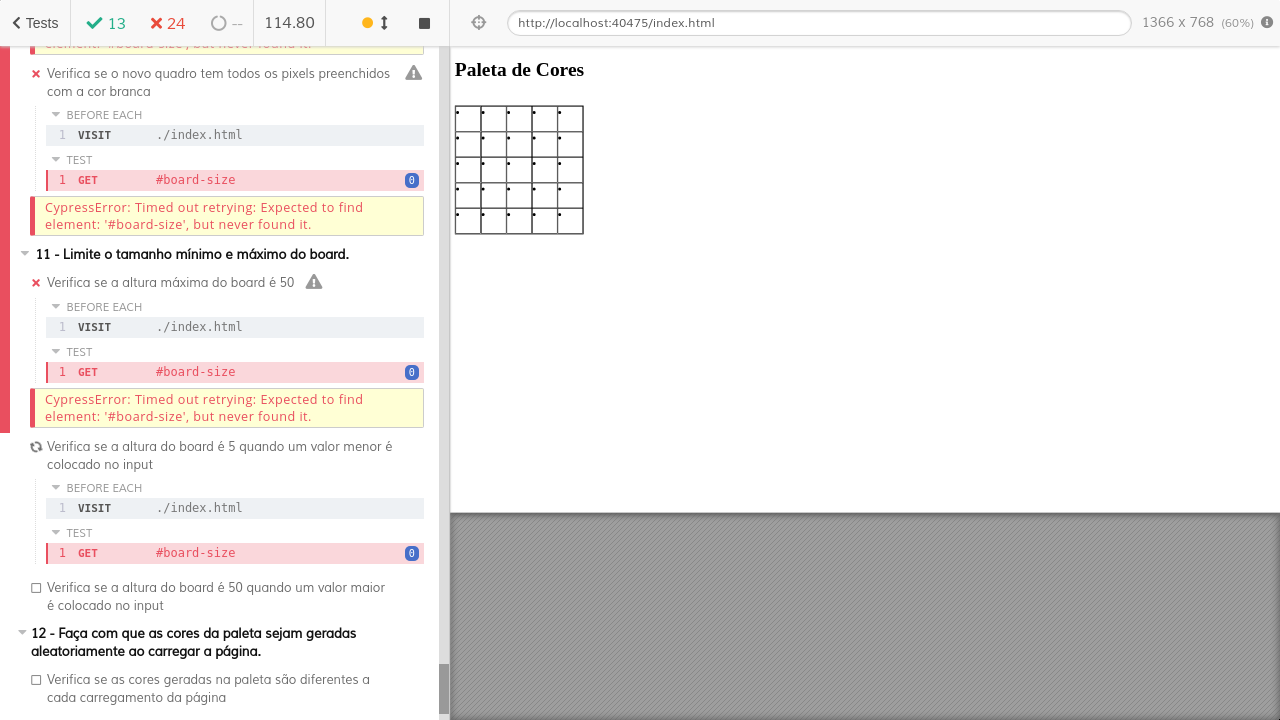 Tests 13 24 -- 114.80 http://localhost:40475/index.html 1366 x 768 (60%)
element: '#board-size', but never found it.
Verifica se o novo quadro tem todos os pixels preenchidos
com a cor branca
BEFORE EACH
1 VISIT ./index.html
TEST
1 GET #board-size 0
CypressError: Timed out retrying: Expected to find
element: '#board-size', but never found it.
11 - Limite o tamanho mínimo e máximo do board.
Verifica se a altura máxima do board é 50
BEFORE EACH
1 VISIT ./index.html
TEST
1 GET #board-size 0
CypressError: Timed out retrying: Expected to find
element: '#board-size', but never found it.
Verifica se a altura do board é 5 quando um valor menor é
colocado no input
BEFORE EACH
1 VISIT ./index.html
TEST
1 GET #board-size 0
Verifica se a altura do board é 50 quando um valor maior
é colocado no input
12 - Faça com que as cores da paleta sejam geradas
aleatoriamente ao carregar a página.
Verifica se as cores geradas na paleta são diferentes a
cada carregamento da página
Paleta de Cores